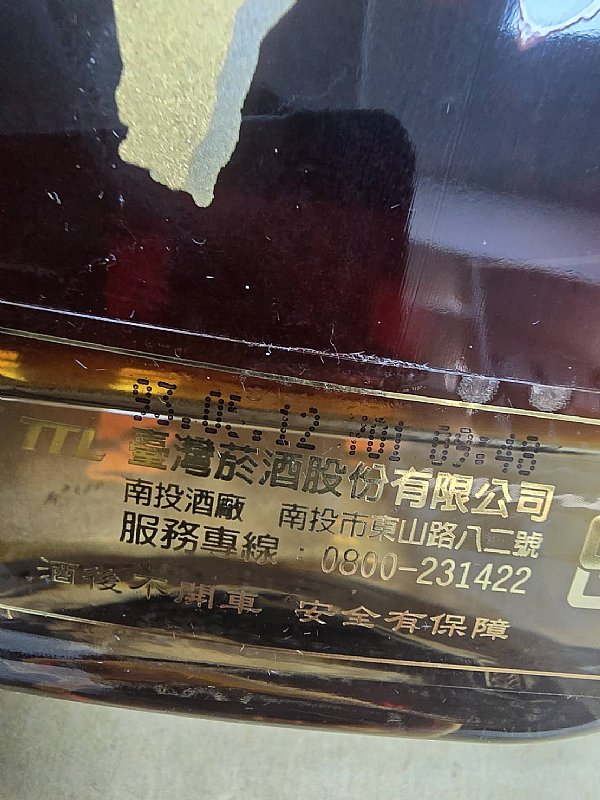 93.05.12 101 09:48
TTL 臺灣菸酒股份有限公司
南投酒廠 南投市東山路八二號
服務專線：0800-231422
酒後不開車 安全有保障